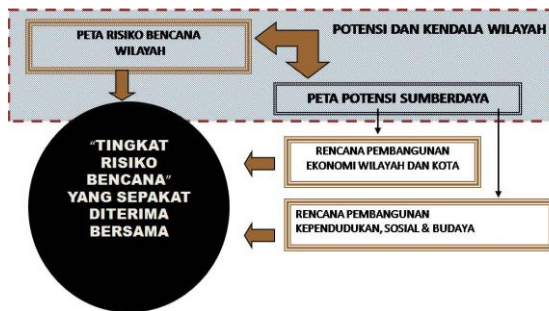 POTENSI DAN KENDALA WILAYAH
PETA RISIKO BENCANA
WILAYAH
PETA POTENSI SUMBERDAYA
"TINGKAT
RISIKO
BENCANA"
YANG SEPAKAT
DITERIMA
BERSAMA
RENCANA PEMBANGUNAN
EKONOMI WILAYAH DAN KOTA
RENCANA PEMBANGUNAN
KEPENDUDUKAN, SOSIAL & BUDAYA